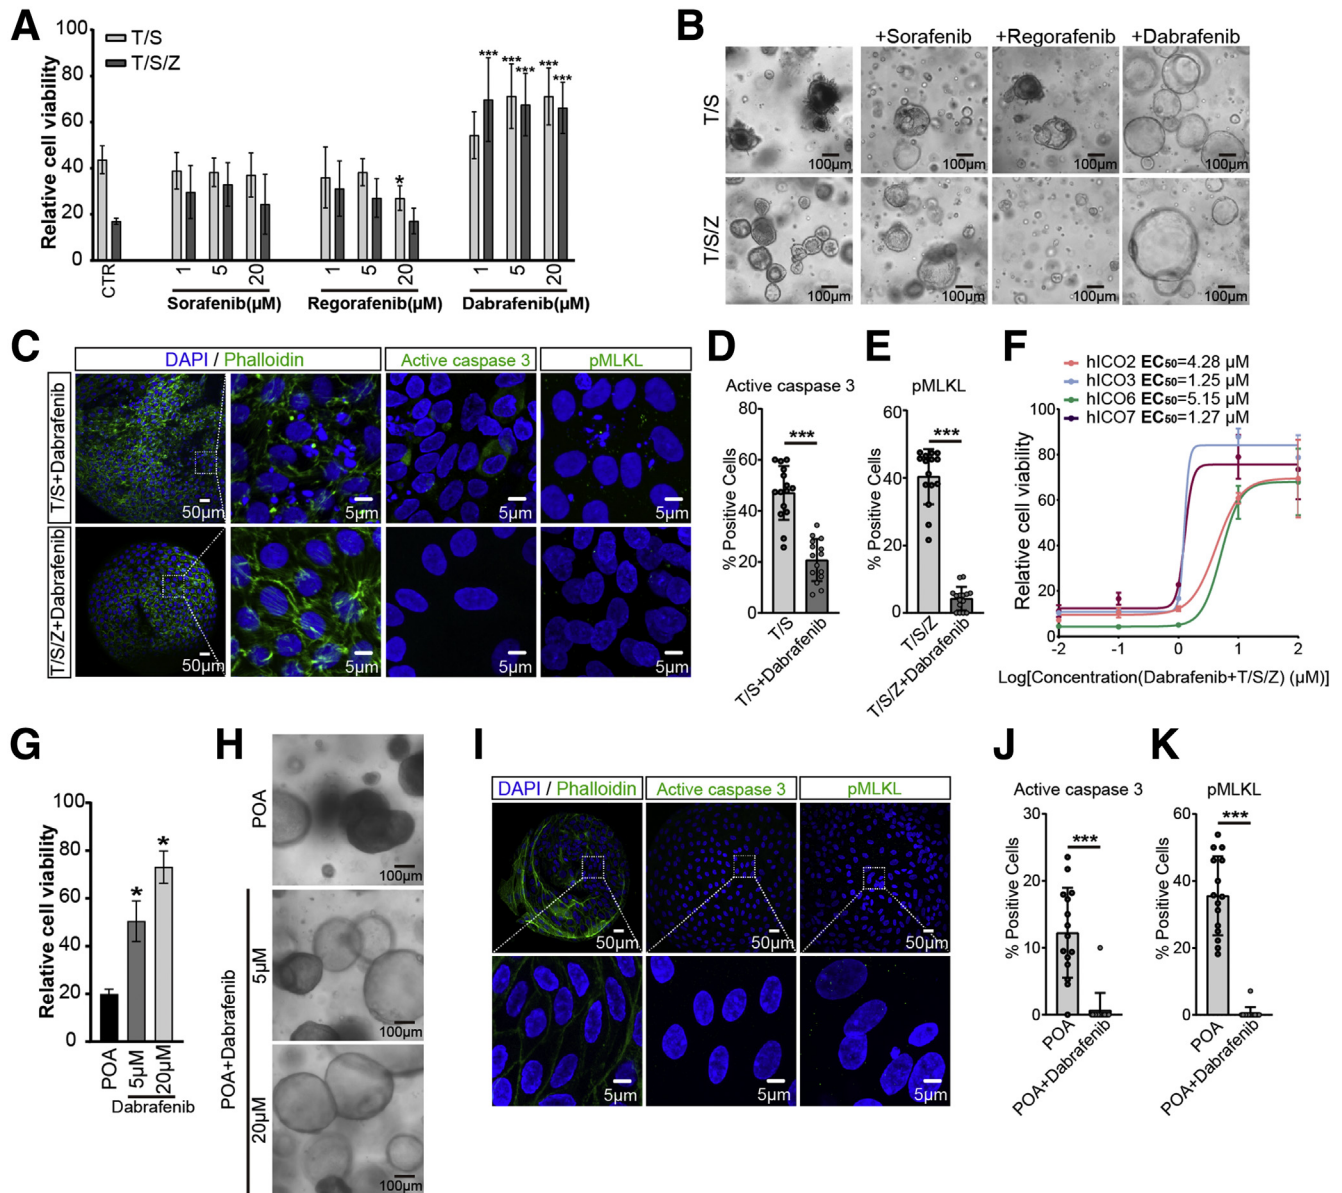 A
100
80
60
40
20
0
Relative cell viability
T/S
T/S/Z
***
***
***
***
***
*
CTR
1
5
20
1
5
20
1
5
20
Sorafenib(µM)
Regorafenib(µM)
Dabrafenib(µM)
B
+Sorafenib
+Regorafenib
+Dabrafenib
T/S
100µm
100µm
100µm
100µm
T/S/Z
100µm
100µm
100µm
100µm
C
DAPI / Phalloidin
Active caspase 3
pMLKL
T/S+Dabrafenib
50µm
5µm
5µm
5µm
T/S/Z+Dabrafenib
50µm
5µm
5µm
5µm
D
Active caspase 3
80
60
40
20
0
% Positive Cells
***
T/S
T/S+Dabrafenib
E
pMLKL
60
40
20
0
% Positive Cells
***
T/S/Z
T/S/Z+Dabrafenib
F
hICO2 EC50=4.28 µM
hICO3 EC50=1.25 µM
hICO6 EC50=5.15 µM
hICO7 EC50=1.27 µM
100
80
60
40
20
0
Relative cell viability
-2
-1
0
1
2
Log[Concentration(Dabrafenib+T/S/Z) (µM)]
G
100
80
60
40
20
0
Relative cell viability
*
*
POA
5µM
20µM
Dabrafenib
H
POA
100µm
POA+Dabrafenib
5µM
100µm
20µM
100µm
I
DAPI / Phalloidin
Active caspase 3
pMLKL
50µm
50µm
50µm
5µm
5µm
5µm
J
Active caspase 3
30
20
10
0
% Positive Cells
***
POA
POA+Dabrafenib
K
pMLKL
60
40
20
0
% Positive Cells
***
POA
POA+Dabrafenib